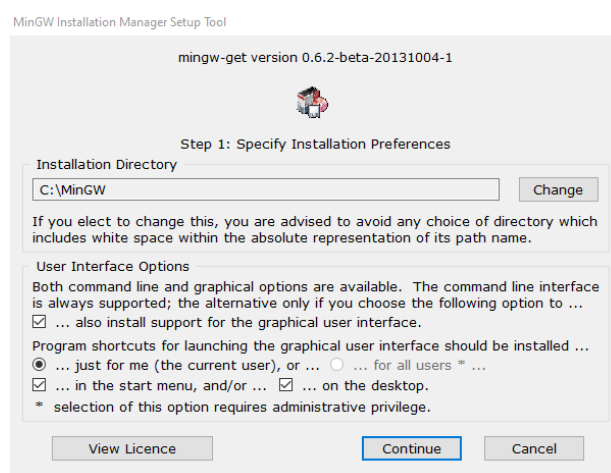 MinGW Installation Manager Setup Tool
mingw-get version 0.6.2-beta-20131004-1
Step 1: Specify Installation Preferences
Installation Directory
C:\MinGW
Change
If you elect to change this, you are advised to avoid any choice of directory which
includes white space within the absolute representation of its path name.
User Interface Options
Both command line and graphical options are available. The command line interface
is always supported; the alternative only if you choose the following option to ...
... also install support for the graphical user interface.
Program shortcuts for launching the graphical user interface should be installed ...
... just for me (the current user), or ... ... for all users * ...
... in the start menu, and/or ... ... on the desktop.
* selection of this option requires administrative privilege.
View Licence Continue Cancel